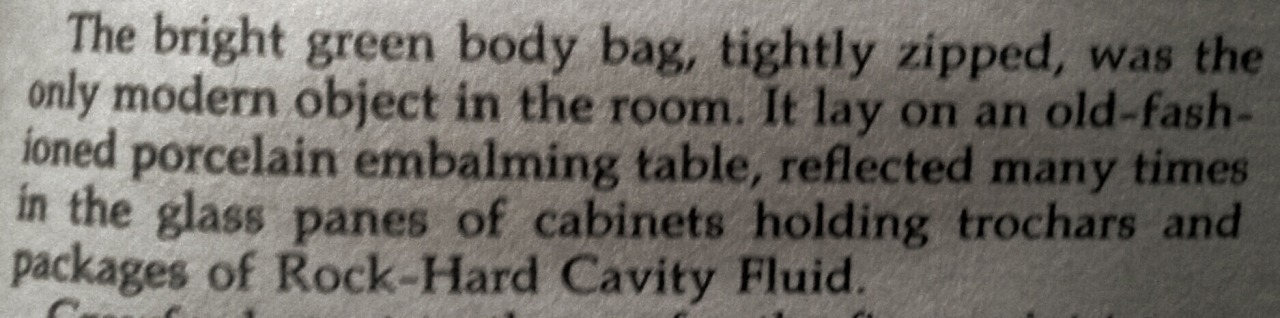 The bright green body bag, tightly zipped, was the
only modern object in the room. It lay on an old-fash-
ioned porcelain embalming table, reflected many times
in the glass panes of cabinets holding trochars and
packages of Rock-Hard Cavity Fluid.